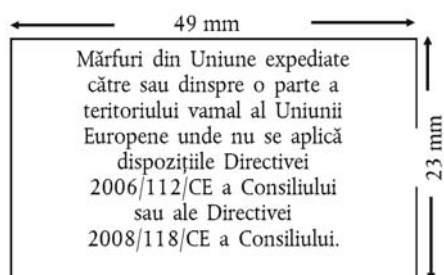 49 mm
Mărfuri din Uniune expediate
către sau dinspre o parte a
teritoriului vamal al Uniunii
Europene unde nu se aplică
dispozițiile Directivei
2006/112/CE a Consiliului
sau ale Directivei
2008/118/CE a Consiliului.
23 mm